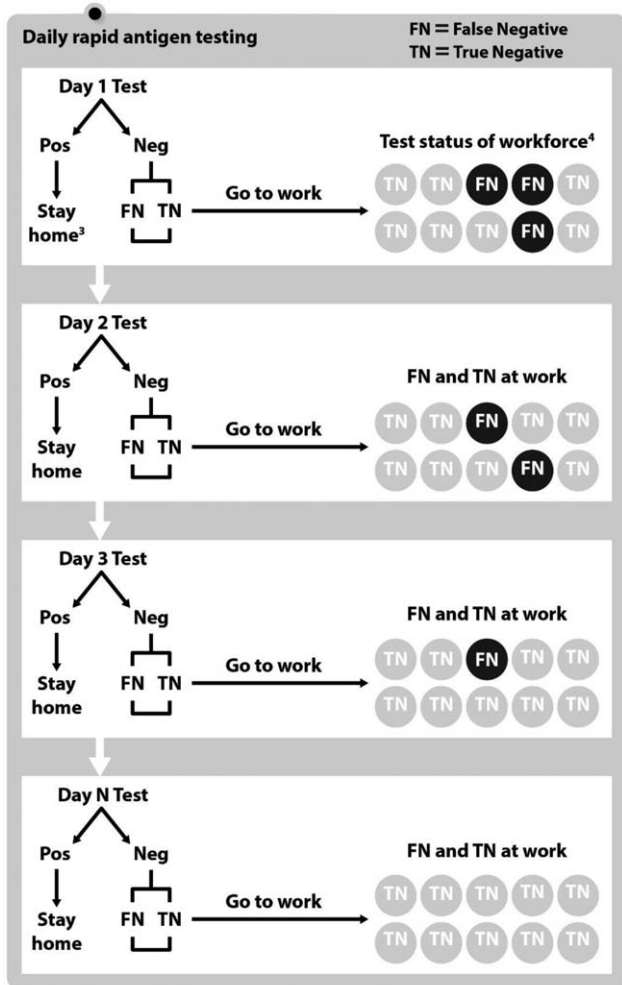 Daily rapid antigen testing
FN = False Negative
TN = True Negative
Day 1 Test
Pos Neg
Stay
home³
FN TN
Go to work
Test status of workforce⁴
TN TN FN FN TN
TN TN TN FN TN
Day 2 Test
Pos Neg
Stay
home
FN TN
Go to work
FN and TN at work
TN TN FN TN TN
TN TN TN FN TN
Day 3 Test
Pos Neg
Stay
home
FN TN
Go to work
FN and TN at work
TN TN FN TN TN
TN TN TN TN TN
Day N Test
Pos Neg
Stay
home
FN TN
Go to work
FN and TN at work
TN TN TN TN TN
TN TN TN TN TN